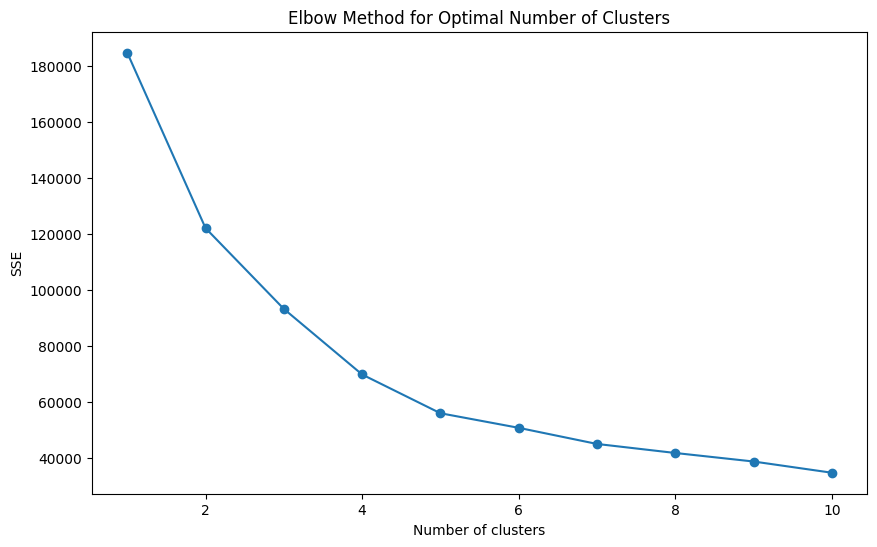 Elbow Method for Optimal Number of Clusters
180000
160000
140000
120000
100000
80000
60000
40000
SSE
2 4 6 8 10
Number of clusters